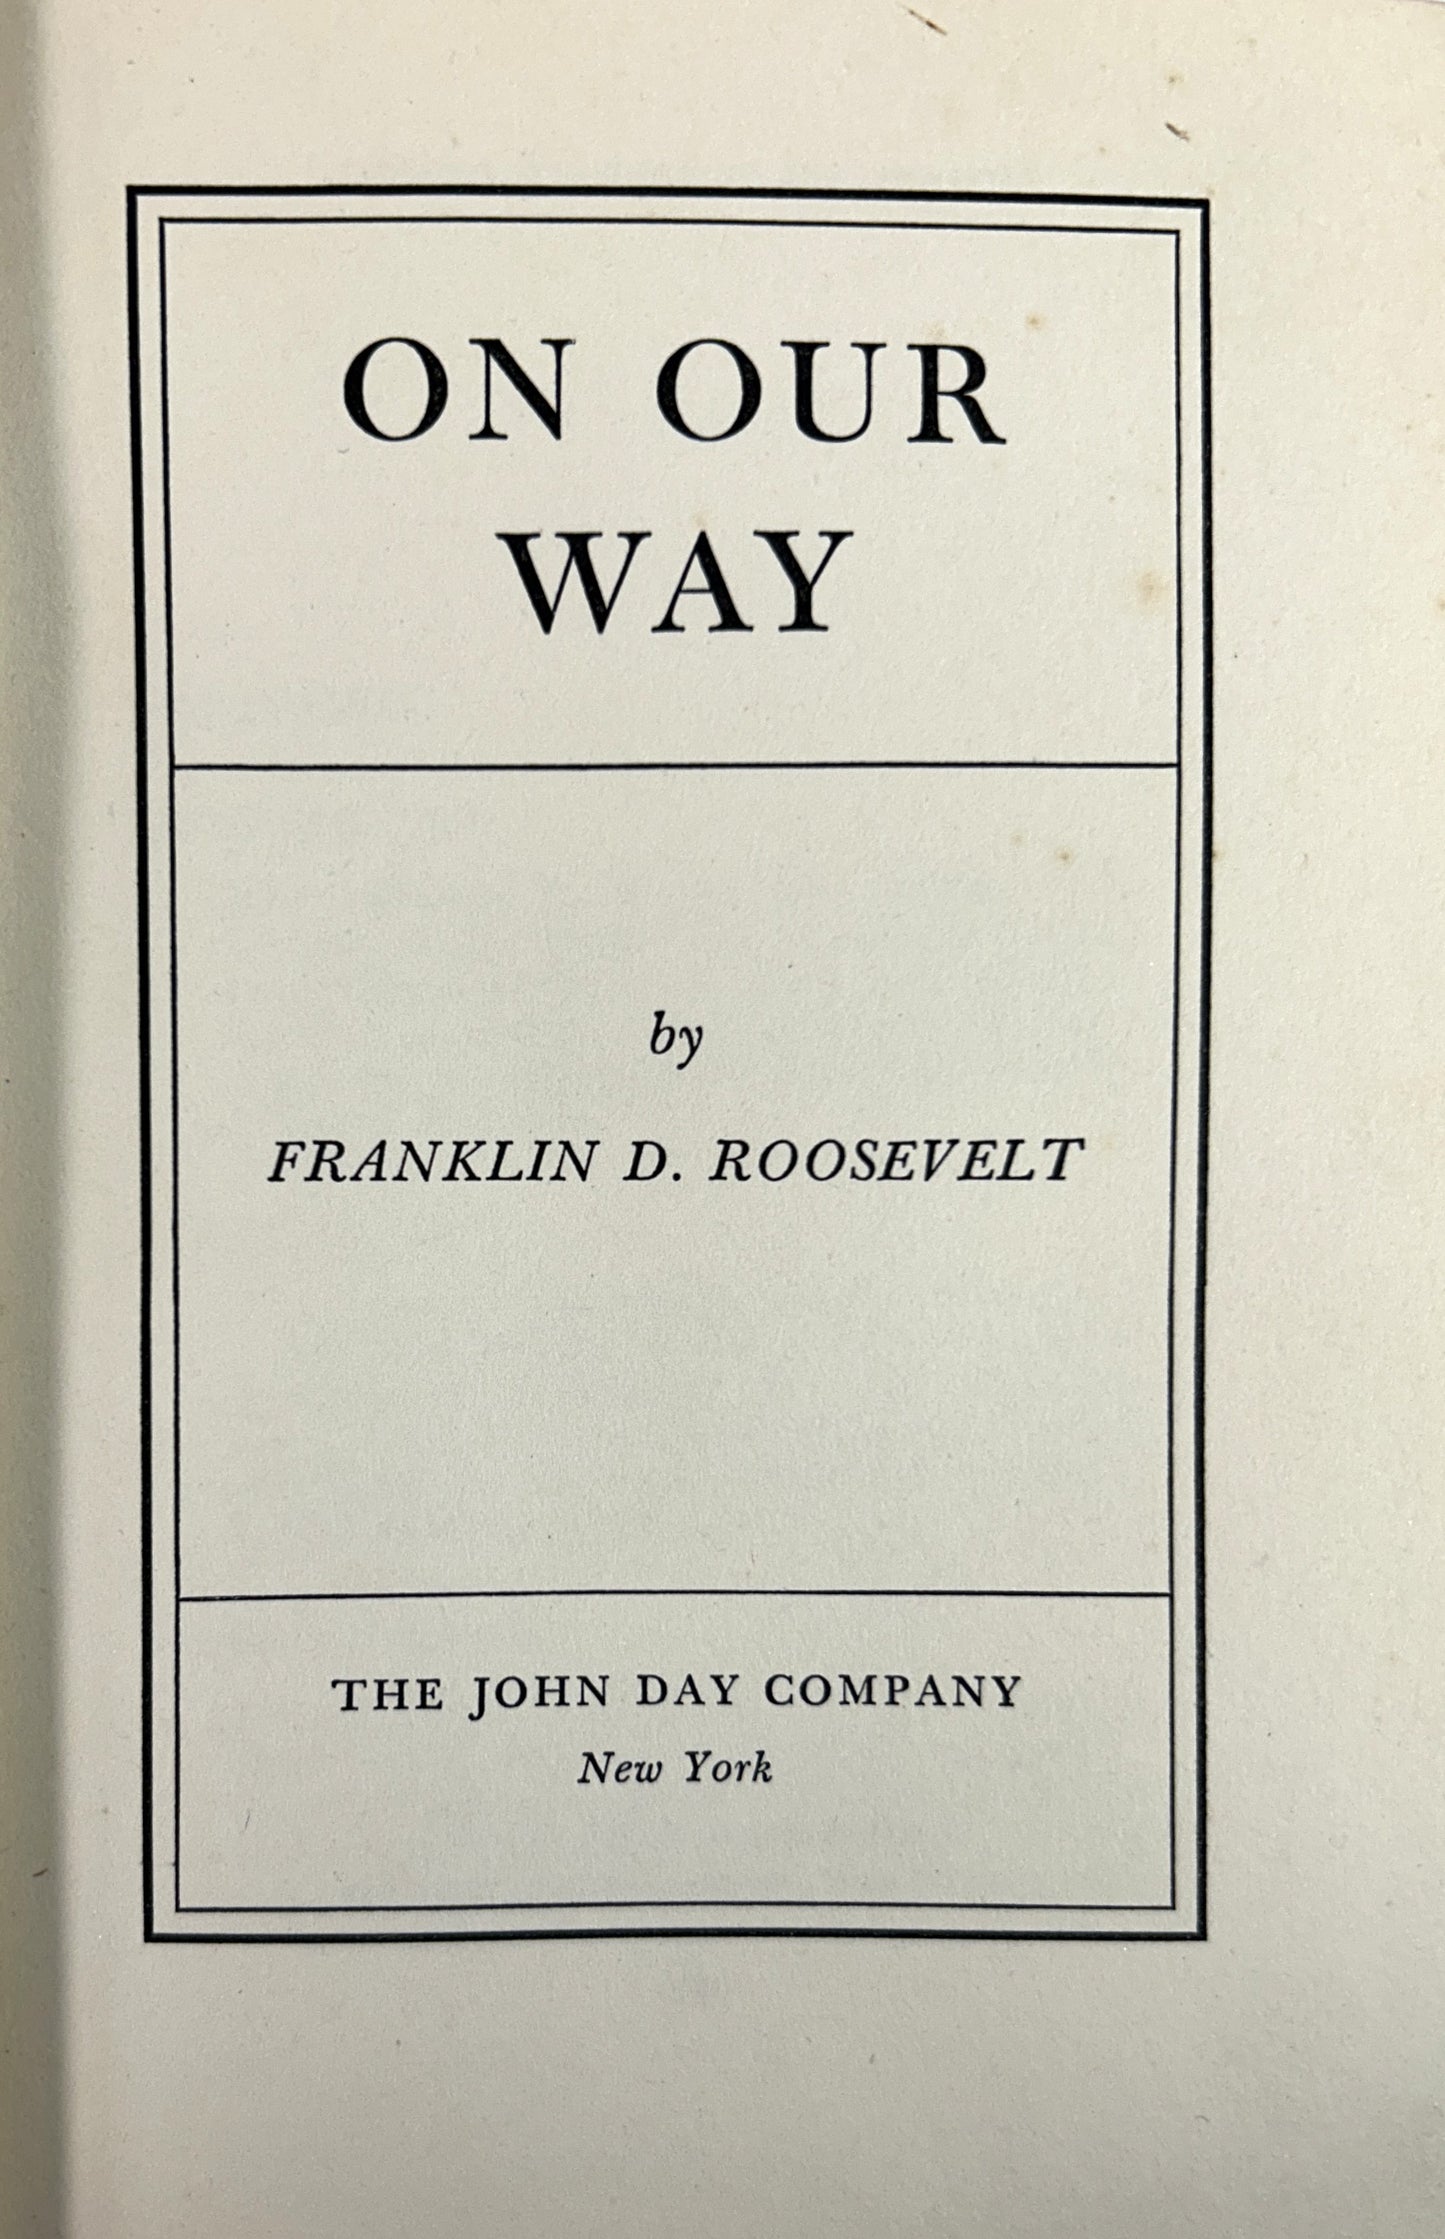 ON OUR
WAY
by
FRANKLIN D. ROOSEVELT
THE JOHN DAY COMPANY
New York